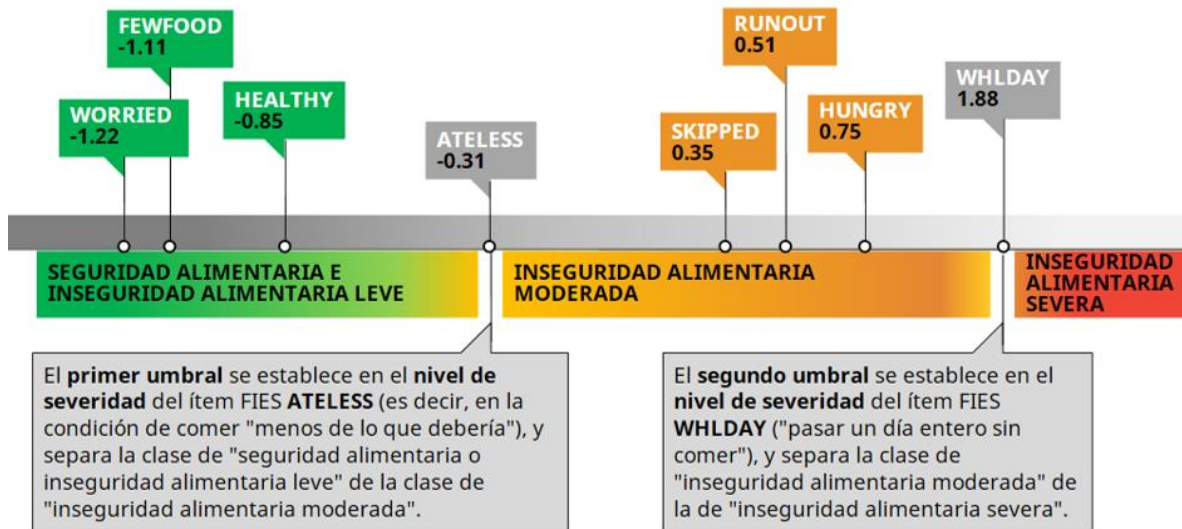 FEWFOOD
-1.11
WORRIED
-1.22
HEALTHY
-0.85
ATELESS
-0.31
SKIPPED
0.35
RUNOUT
0.51
HUNGRY
0.75
WHLDAY
1.88
SEGURIDAD ALIMENTARIA E
INSEGURIDAD ALIMENTARIA LEVE
INSEGURIDAD ALIMENTARIA
MODERADA
INSEGURIDAD
ALIMENTARIA
SEVERA
El primer umbral se establece en el nivel de
severidad del ítem FIES ATELESS (es decir, en la
condición de comer "menos de lo que debería"), y
separa la clase de "seguridad alimentaria o
inseguridad alimentaria leve" de la clase de
"inseguridad alimentaria moderada".
El segundo umbral se establece en el
nivel de severidad del ítem FIES
WHLDAY ("pasar un día entero sin
comer"), y separa la clase de
"inseguridad alimentaria moderada" de
la de "inseguridad alimentaria severa".